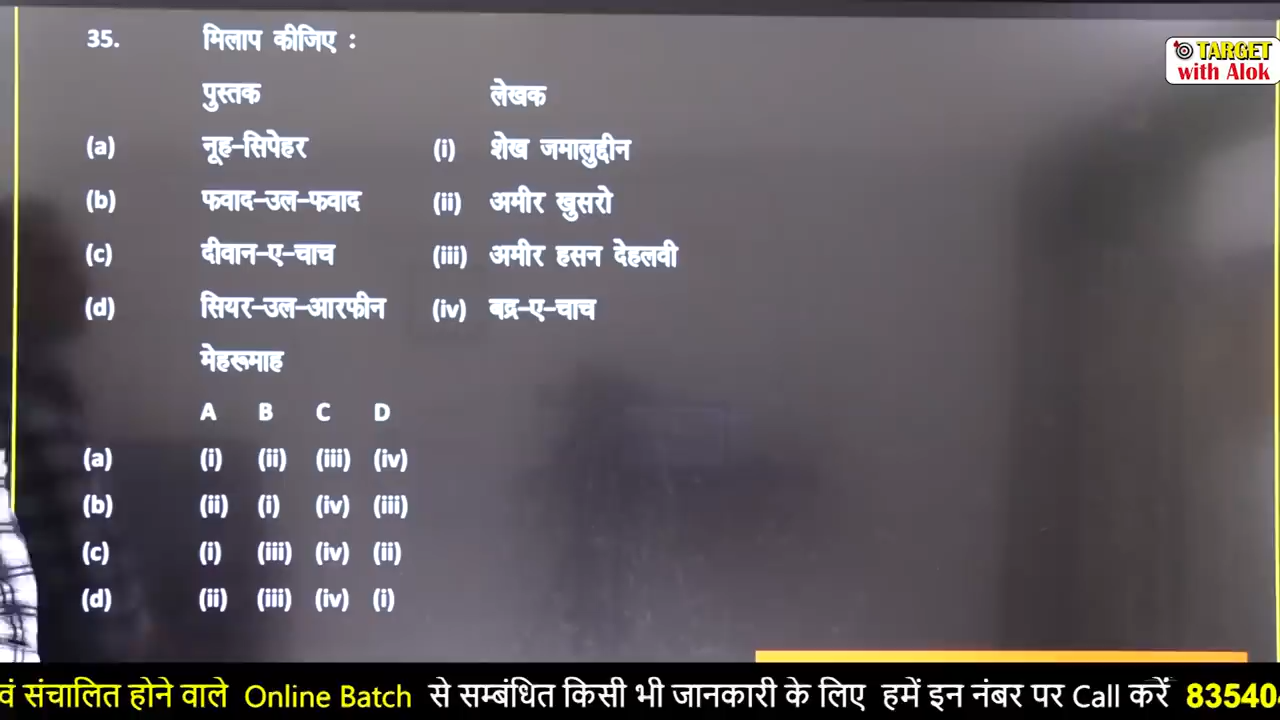 35. मिलाप कीजिए :
TARGET
with Alok
पुस्तक लेखक
(a) नूह-सिपेहर (i) शेख जमालुद्दीन
(b) फवाद-उल-फवाद (ii) अमीर खुसरो
(c) दीवान-ए-चाच (iii) अमीर हसन देहलवी
(d) सियर-उल-आरफीन (iv) बद्र-ए-चाच
मेहरूमाह
A B C D
(a) (i) (ii) (iii) (iv)
(b) (ii) (i) (iv) (iii)
(c) (i) (iii) (iv) (ii)
(d) (ii) (iii) (iv) (i)
वं संचालित होने वाले Online Batch से सम्बंधित किसी भी जानकारी के लिए हमें इन नंबर पर Call करें 83540